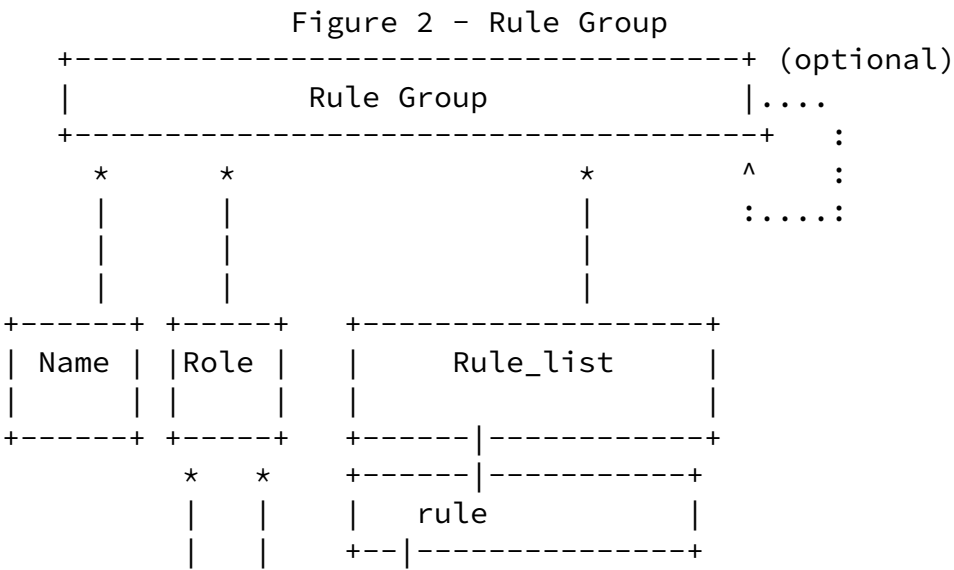 Figure 2 - Rule Group
+-------------------------------------+ (optional)
|             Rule Group              |....
+--------------------------------------+   :
  *      *                   *        ^    :
  |      |                   |        :....:
  |      |                   |
  |      |                   |
+------+ +-----+   +-------------------+
| Name | |Role |   |     Rule_list     |
|      | |     |   |                   |
+------+ +-----+   +------|------------+
          *   *    +------|-----------+
          |   |    |   rule           |
          |   |    +--|---------------+